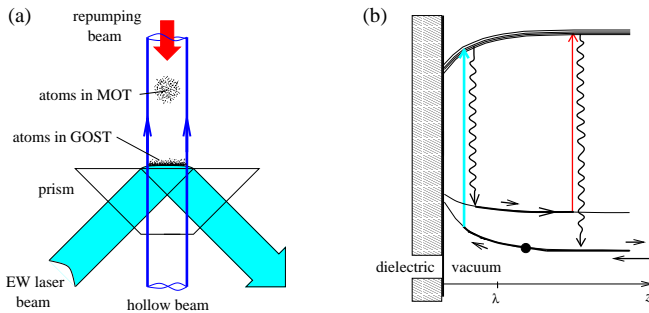 (a)
repumping
beam
atoms in MOT
atoms in GOST
prism
EW laser
beam
hollow beam
(b)
dielectric
vacuum
λ
z